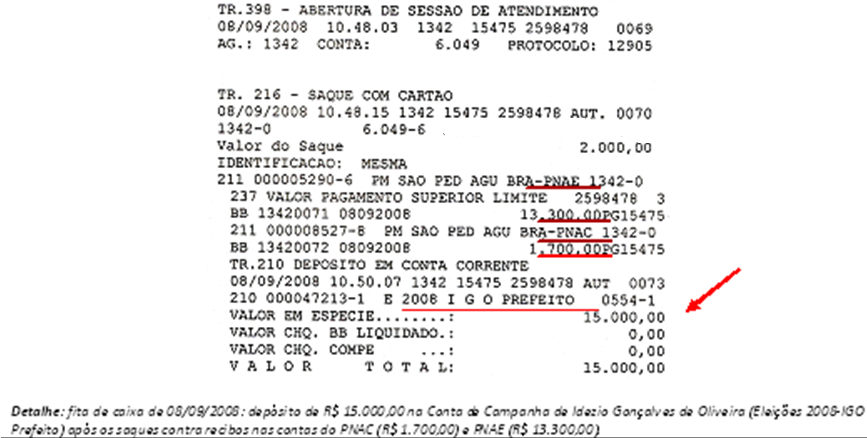 TR.398 - ABERTURA DE SESSAO DE ATENDIMENTO
08/09/2008 10.48.03 1342 15475 2598478 0069
AG.: 1342 CONTA: 6.049 PROTOCOLO: 12905
TR. 216 - SAQUE COM CARTAO
08/09/2008 10.48.15 1342 15475 2598478 AUT. 0070
1342-0 6.049-6
Valor do Saque 2.000,00
IDENTIFICACAO: MESMA
211 000005290-6 PM SAO PED AGU BRA-PNAE 1342-0
237 VALOR PAGAMENTO SUPERIOR LIMITE 2598478 3
BB 13420071 08092008 13.300,00PG15475
211 000008527-8 PM SAO PED AGU BRA-PNAC 1342-0
BB 13420072 08092008 1.700,00PG15475
TR.210 DEPOSITO EM CONTA CORRENTE
08/09/2008 10.50.07 1342 15475 2598478 AUT 0073
210 000047213-1 E 2008 I G O PREFEITO 0554-1
VALOR EM ESPECIE........: 15.000,00
VALOR CHQ. BB LIQUIDADO.: 0,00
VALOR CHQ. COMPE ...: 0,00
V A L O R T O T A L: 15.000,00
Detalhe: fita de caixa de 08/09/2008: depósito de R$ 15.000,00 na Conta de Campanha de Idezio Gonçalves de Oliveira (Eleições 2008-IGO
Prefeito) após os saques contra recibos nas contas do PNAC (R$ 1.700,00) e PNAE (R$ 13.300,00)